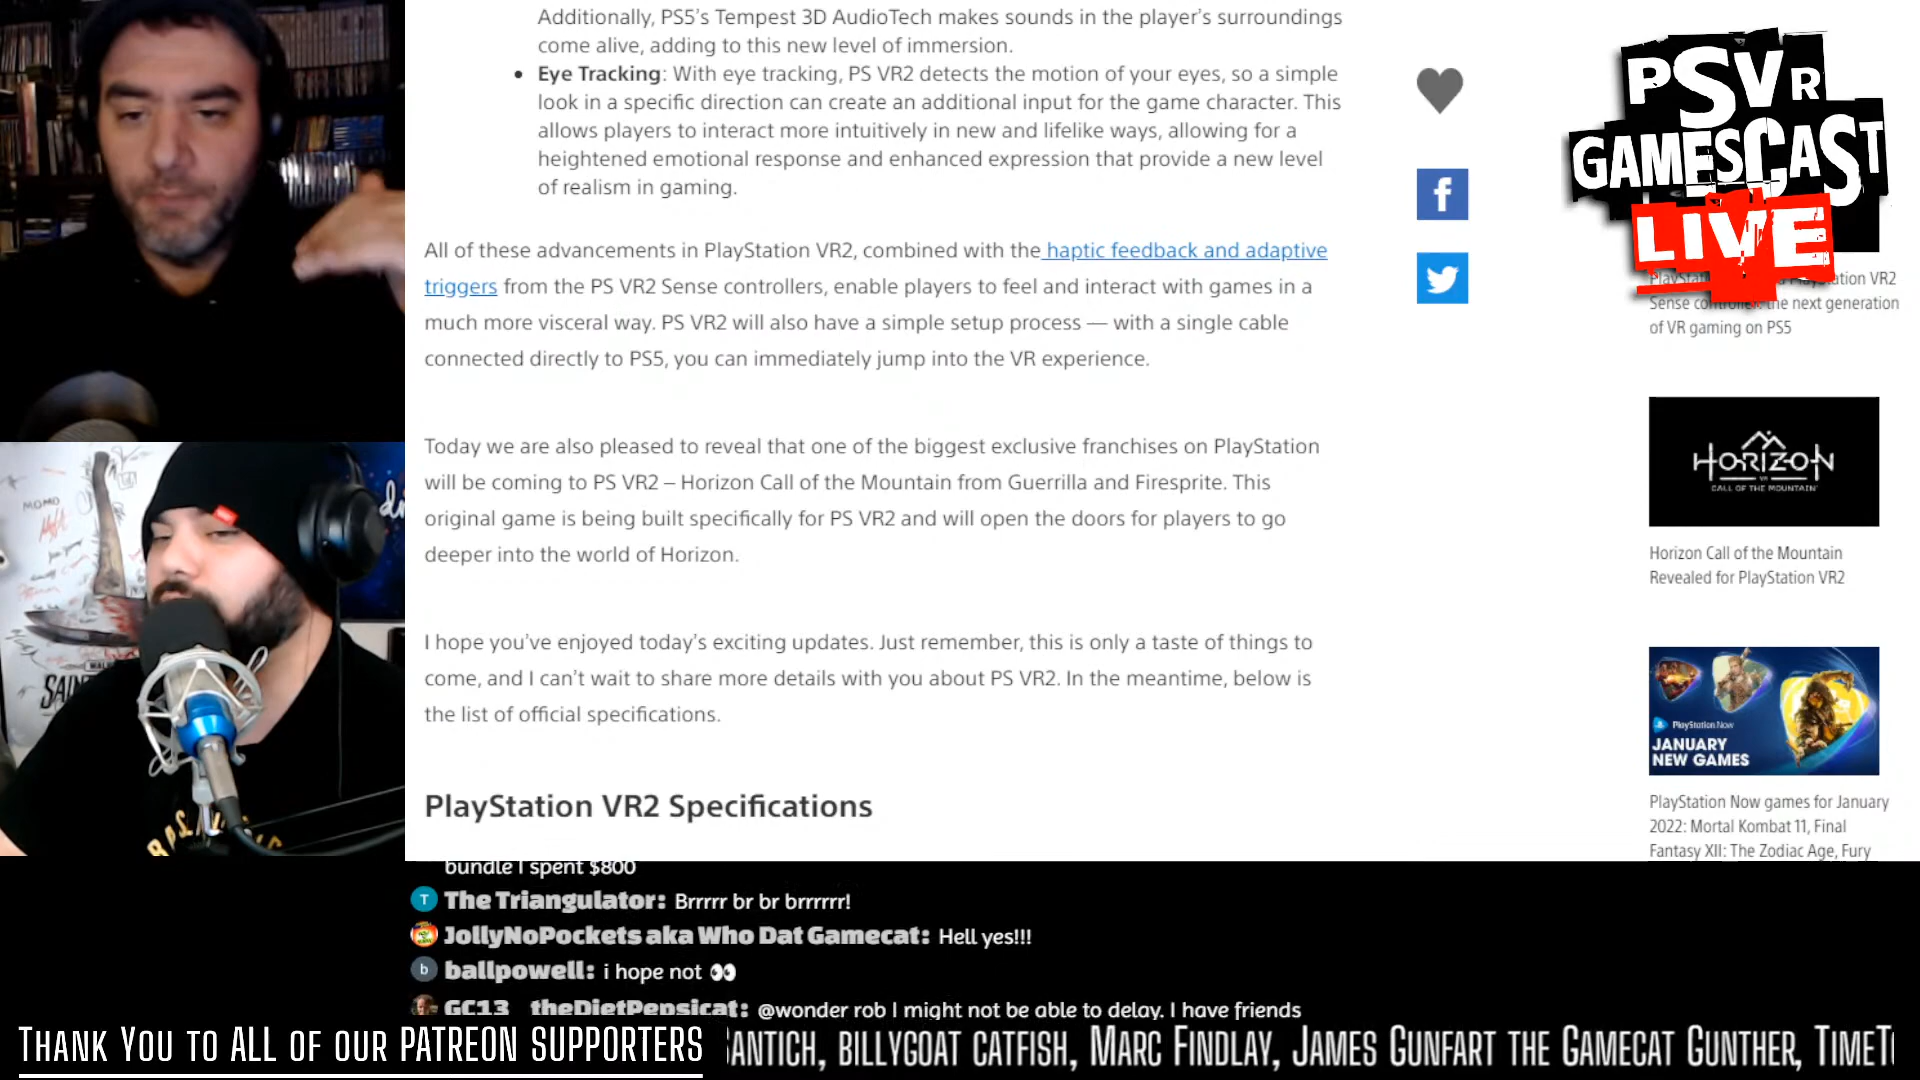 Additionally, PS5's Tempest 3D AudioTech makes sounds in the player's surroundings
come alive, adding to this new level of immersion.
• Eye Tracking: With eye tracking, PS VR2 detects the motion of your eyes, so a simple
look in a specific direction can create an additional input for the game character. This
allows players to interact more intuitively in new and lifelike ways, allowing for a
heightened emotional response and enhanced expression that provide a new level
of realism in gaming.
All of these advancements in PlayStation VR2, combined with the haptic feedback and adaptive
triggers from the PS VR2 Sense controllers, enable players to feel and interact with games in a
much more visceral way. PS VR2 will also have a simple setup process — with a single cable
connected directly to PS5, you can immediately jump into the VR experience.
Today we are also pleased to reveal that one of the biggest exclusive franchises on PlayStation
will be coming to PS VR2 – Horizon Call of the Mountain from Guerrilla and Firesprite. This
original game is being built specifically for PS VR2 and will open the doors for players to go
deeper into the world of Horizon.
I hope you've enjoyed today's exciting updates. Just remember, this is only a taste of things to
come, and I can't wait to share more details with you about PS VR2. In the meantime, below is
the list of official specifications.
PlayStation VR2 Specifications
PSVR
GAMESCAST
LIVE
VR2
Sense the next generation
of VR gaming on PS5
HORIZON
VR
CALL OF THE MOUNTAIN
Horizon Call of the Mountain
Revealed for PlayStation VR2
PlayStation Now
JANUARY
NEW GAMES
PlayStation Now games for January
2022: Mortal Kombat 11, Final
Fantasy XII: The Zodiac Age, Fury
MOMO
bundle I spent $800
T The Triangulator: Brrrrr br br brrrrrr!
JollyNoPockets aka Who Dat Gamecat: Hell yes!!!
b ballpowell: i hope not 👀
GC13 theDietPepsicat: @wonder rob I might not be able to delay. I have friends
THANK YOU TO ALL OF OUR PATREON SUPPORTERS
SANTICH, BILLYGOAT CATFISH, MARC FINDLAY, JAMES GUNFART THE GAMECAT GUNTHER,